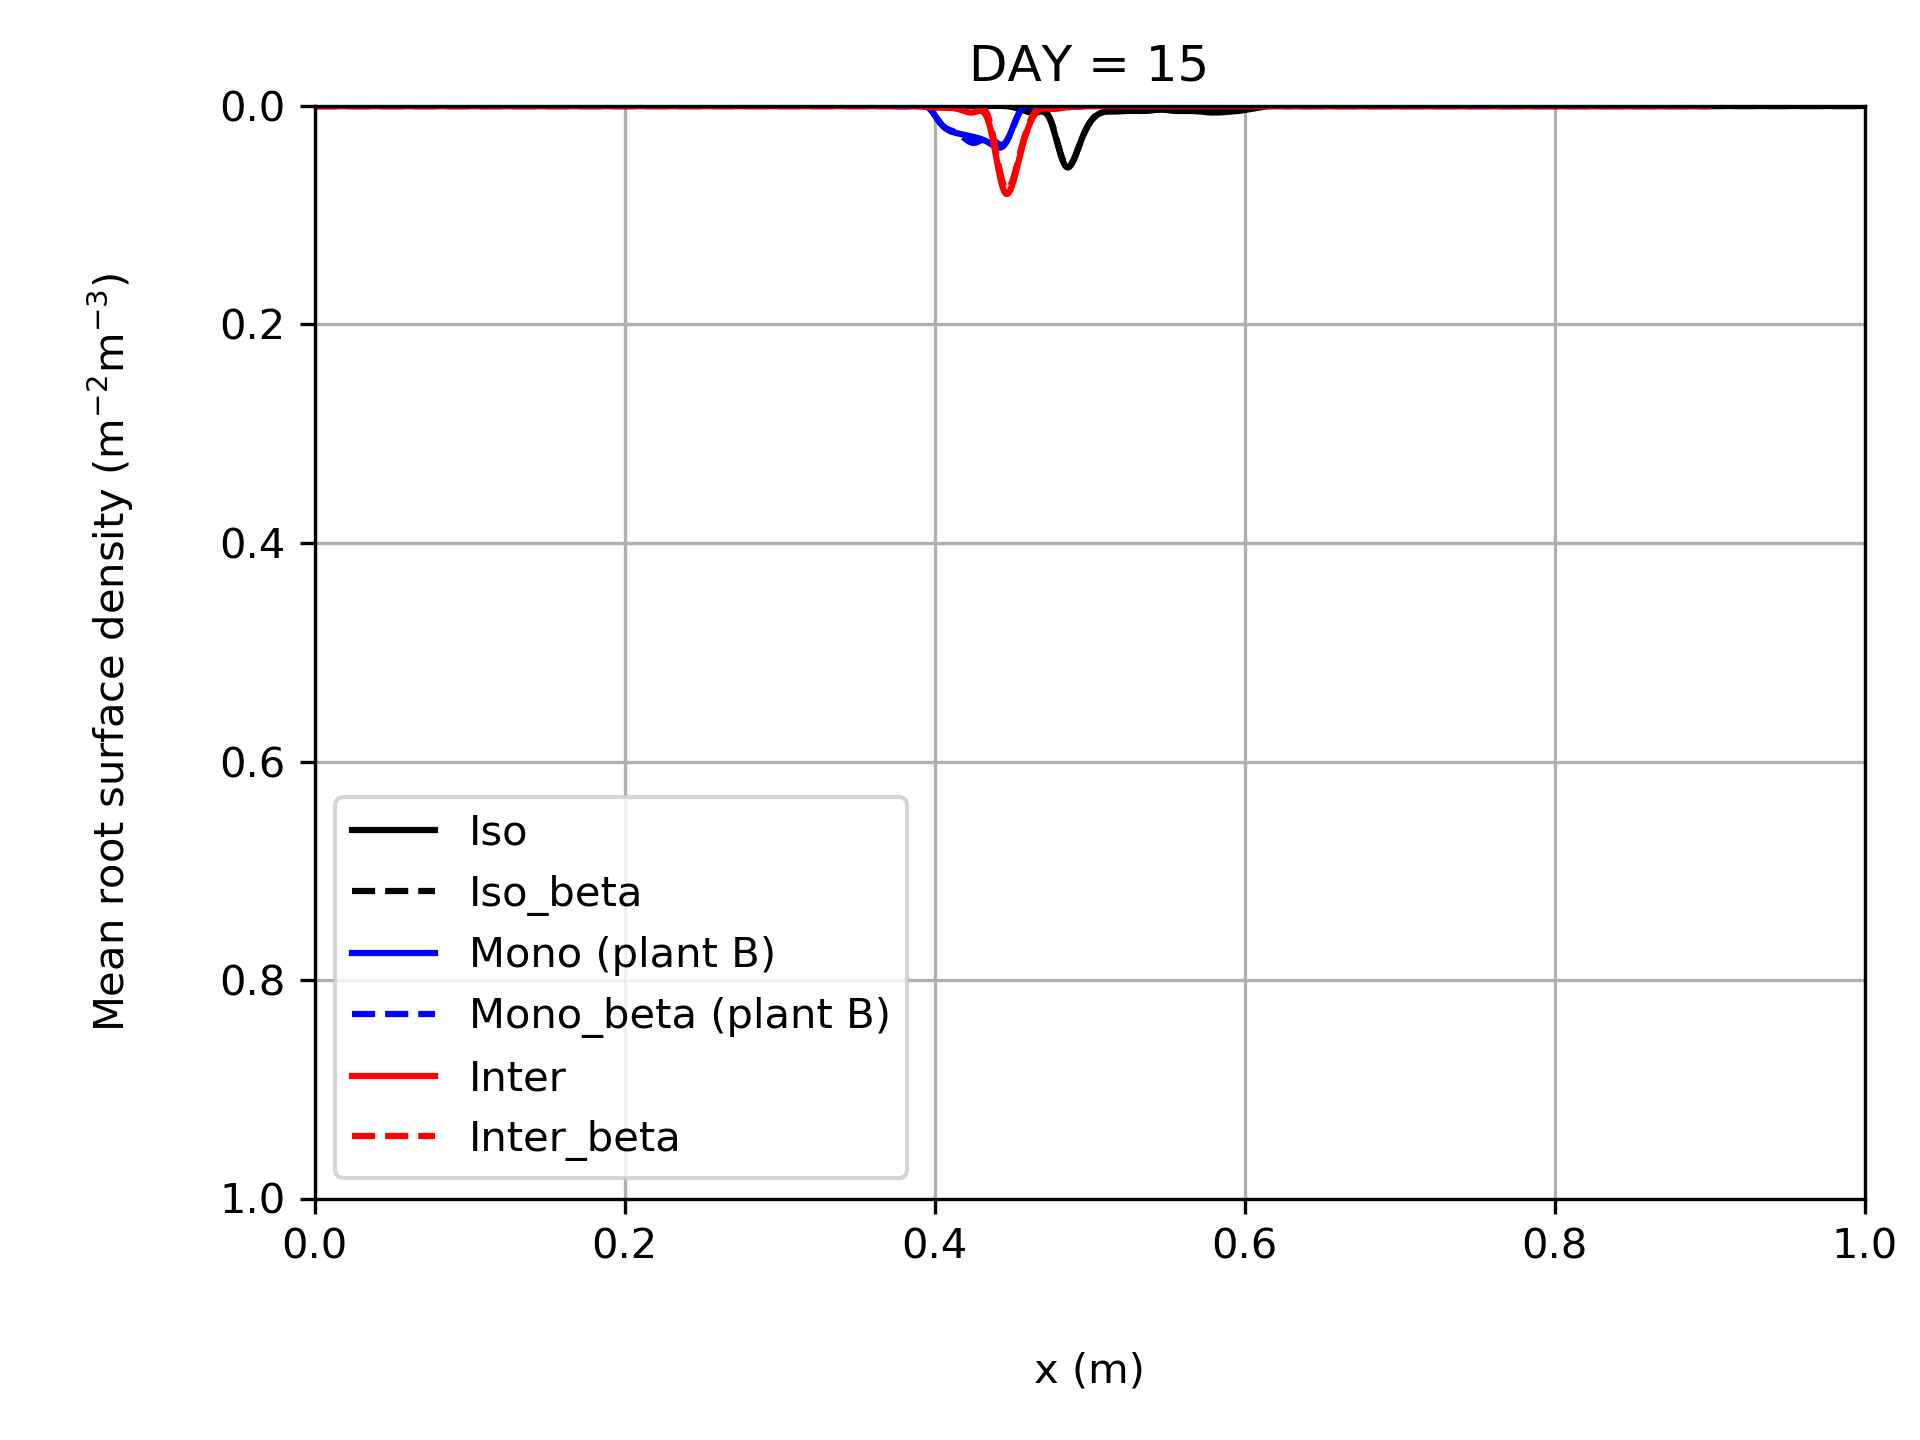 DAY = 15
Mean root surface density (m⁻²m⁻³)
0.0
0.2
0.4
0.6
0.8
1.0
Iso
Iso_beta
Mono (plant B)
Mono_beta (plant B)
Inter
Inter_beta
0.0 0.2 0.4 0.6 0.8 1.0
x (m)